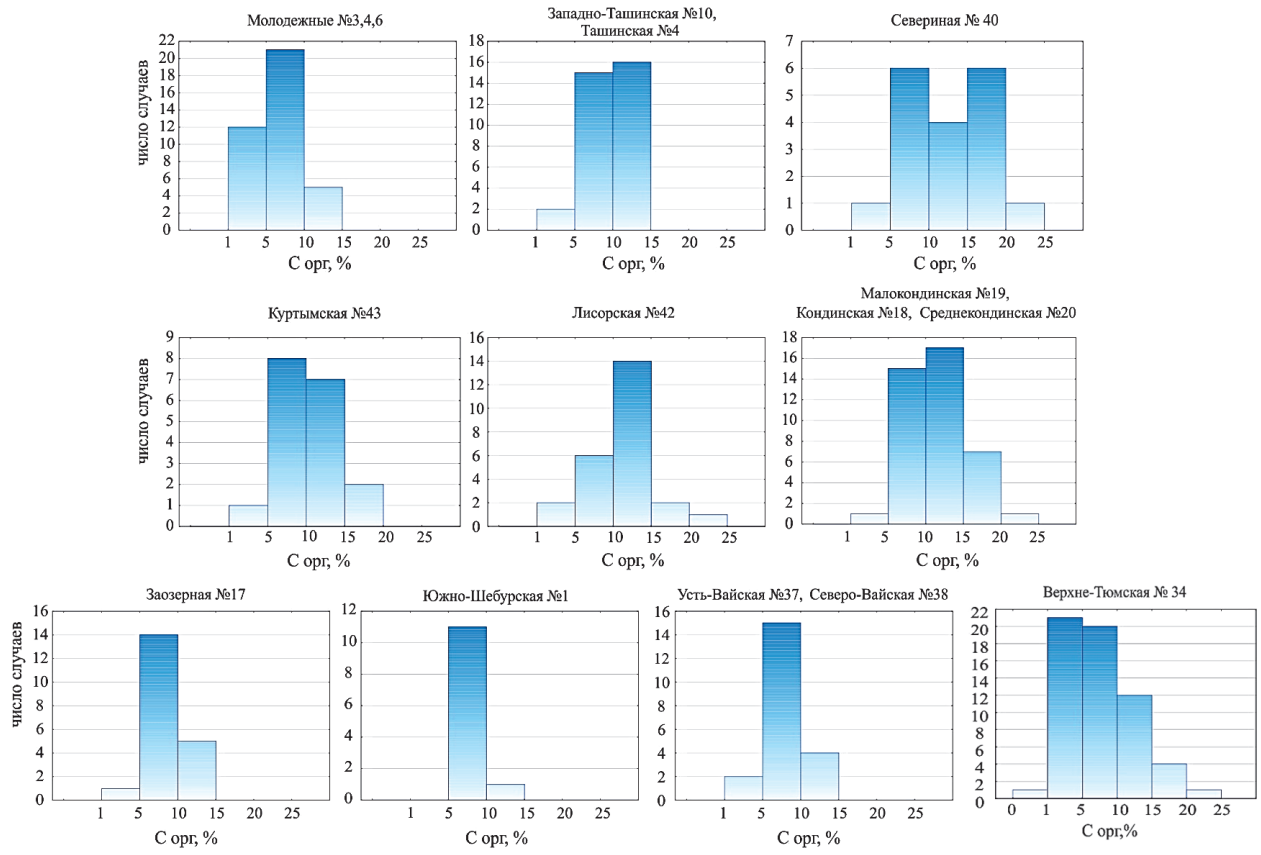 Молодежные №3,4,6
число случаев
22
20
18
16
14
12
10
8
6
4
2
0
1 5 10 15 20 25
С орг, %
Западно-Ташинская №10,
Ташинская №4
18
16
14
12
10
8
6
4
2
0
1 5 10 15 20 25
С орг, %
Севериная № 40
7
6
5
4
3
2
1
0
1 5 10 15 20 25
С орг, %
Куртымская №43
число случаев
9
8
7
6
5
4
3
2
1
0
1 5 10 15 20 25
С орг, %
Лисорская №42
16
14
12
10
8
6
4
2
0
1 5 10 15 20 25
С орг, %
Малокондинская №19,
Кондинская №18, Среднекондинская №20
18
16
14
12
10
8
6
4
2
0
1 5 10 15 20 25
С орг, %
Заозерная №17
число случаев
16
14
12
10
8
6
4
2
0
1 5 10 15 20 25
С орг, %
Южно-Шебурская №1
12
10
8
6
4
2
0
1 5 10 15 20 25
С орг, %
Усть-Вайская №37, Северо-Вайская №38
16
14
12
10
8
6
4
2
0
1 5 10 15 20 25
С орг, %
Верхне-Тюмская № 34
22
20
18
16
14
12
10
8
6
4
2
0
0 1 5 10 15 20 25
С орг,%